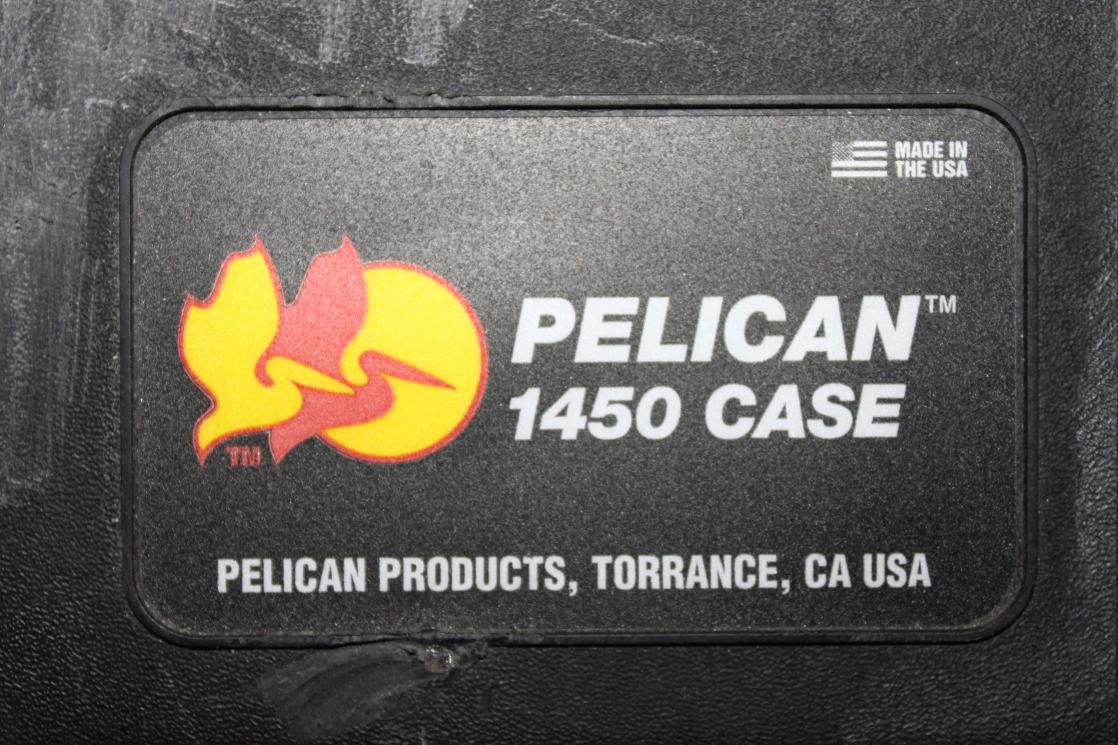 MADE IN
THE USA
PELICAN™
1450 CASE
TM
PELICAN PRODUCTS, TORRANCE, CA USA